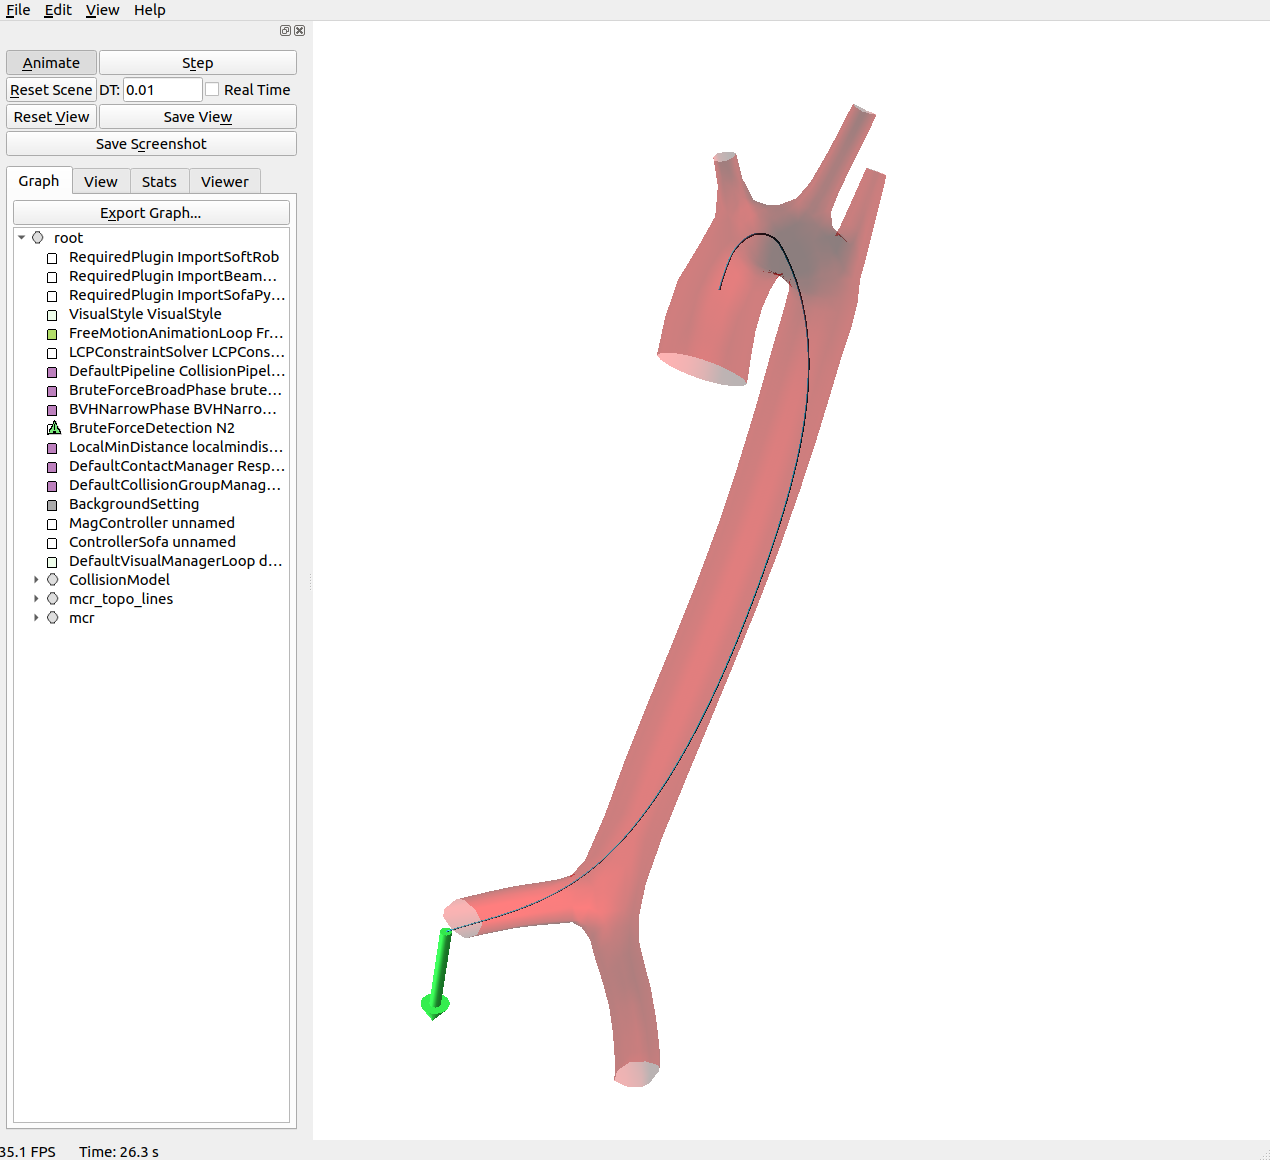 File Edit View Help
Animate Step
Reset Scene DT: 0.01 Real Time
Reset View Save View
Save Screenshot
Graph View Stats Viewer
Export Graph...
root
RequiredPlugin ImportSoftRob
RequiredPlugin ImportBeam...
RequiredPlugin ImportSofaPy...
VisualStyle VisualStyle
FreeMotionAnimationLoop Fr...
LCPConstraintSolver LCPCons...
DefaultPipeline CollisionPipel...
BruteForceBroadPhase brute...
BVHNarrowPhase BVHNarro...
BruteForceDetection N2
LocalMinDistance localmindis...
DefaultContactManager Resp...
DefaultCollisionGroupManag...
BackgroundSetting
MagController unnamed
ControllerSofa unnamed
DefaultVisualManagerLoop d...
CollisionModel
mcr_topo_lines
mcr
35.1 FPS Time: 26.3 s